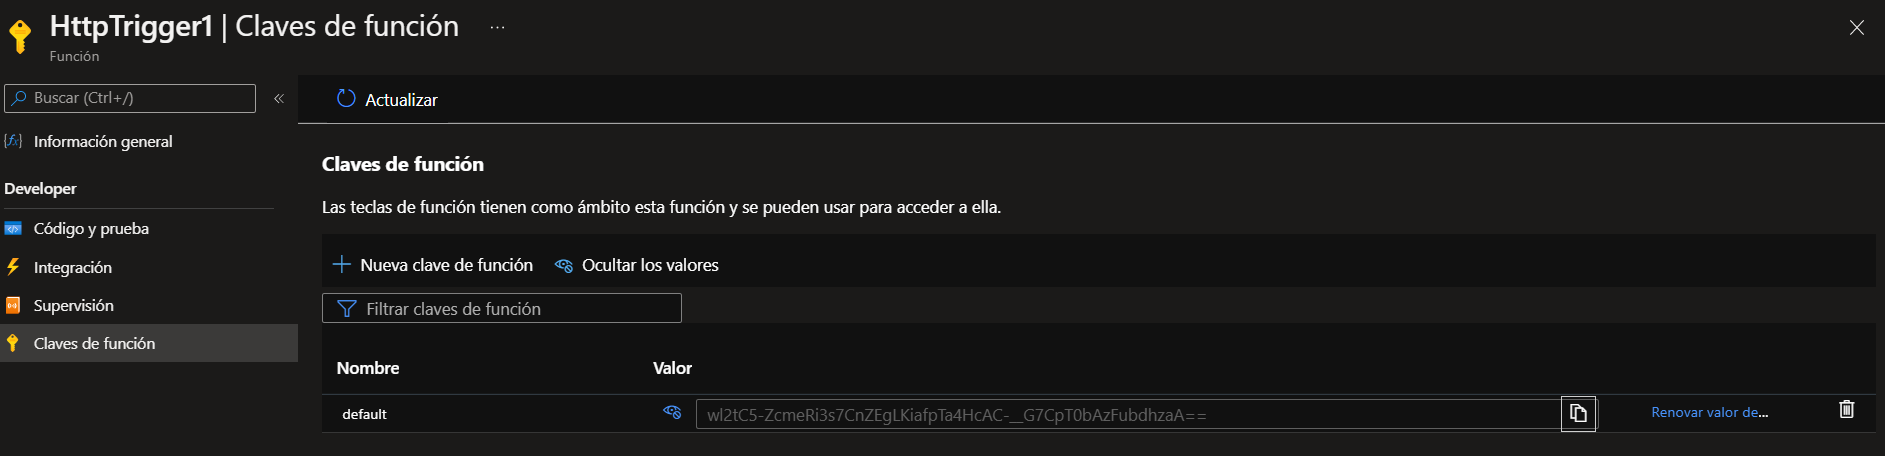 HttpTrigger1 | Claves de función ...
Función
Buscar (Ctrl+/)
Actualizar
Información general
Claves de función
Developer
Las teclas de función tienen como ámbito esta función y se pueden usar para acceder a ella.
Código y prueba
Integración
Nueva clave de función Ocultar los valores
Supervisión
Filtrar claves de función
Claves de función
Nombre Valor
default wl2tC5-ZcmeRi3s7CnZEgLKiafpTa4HcAC-__G7CpT0bAzFubdhzaA== Renovar valor de...